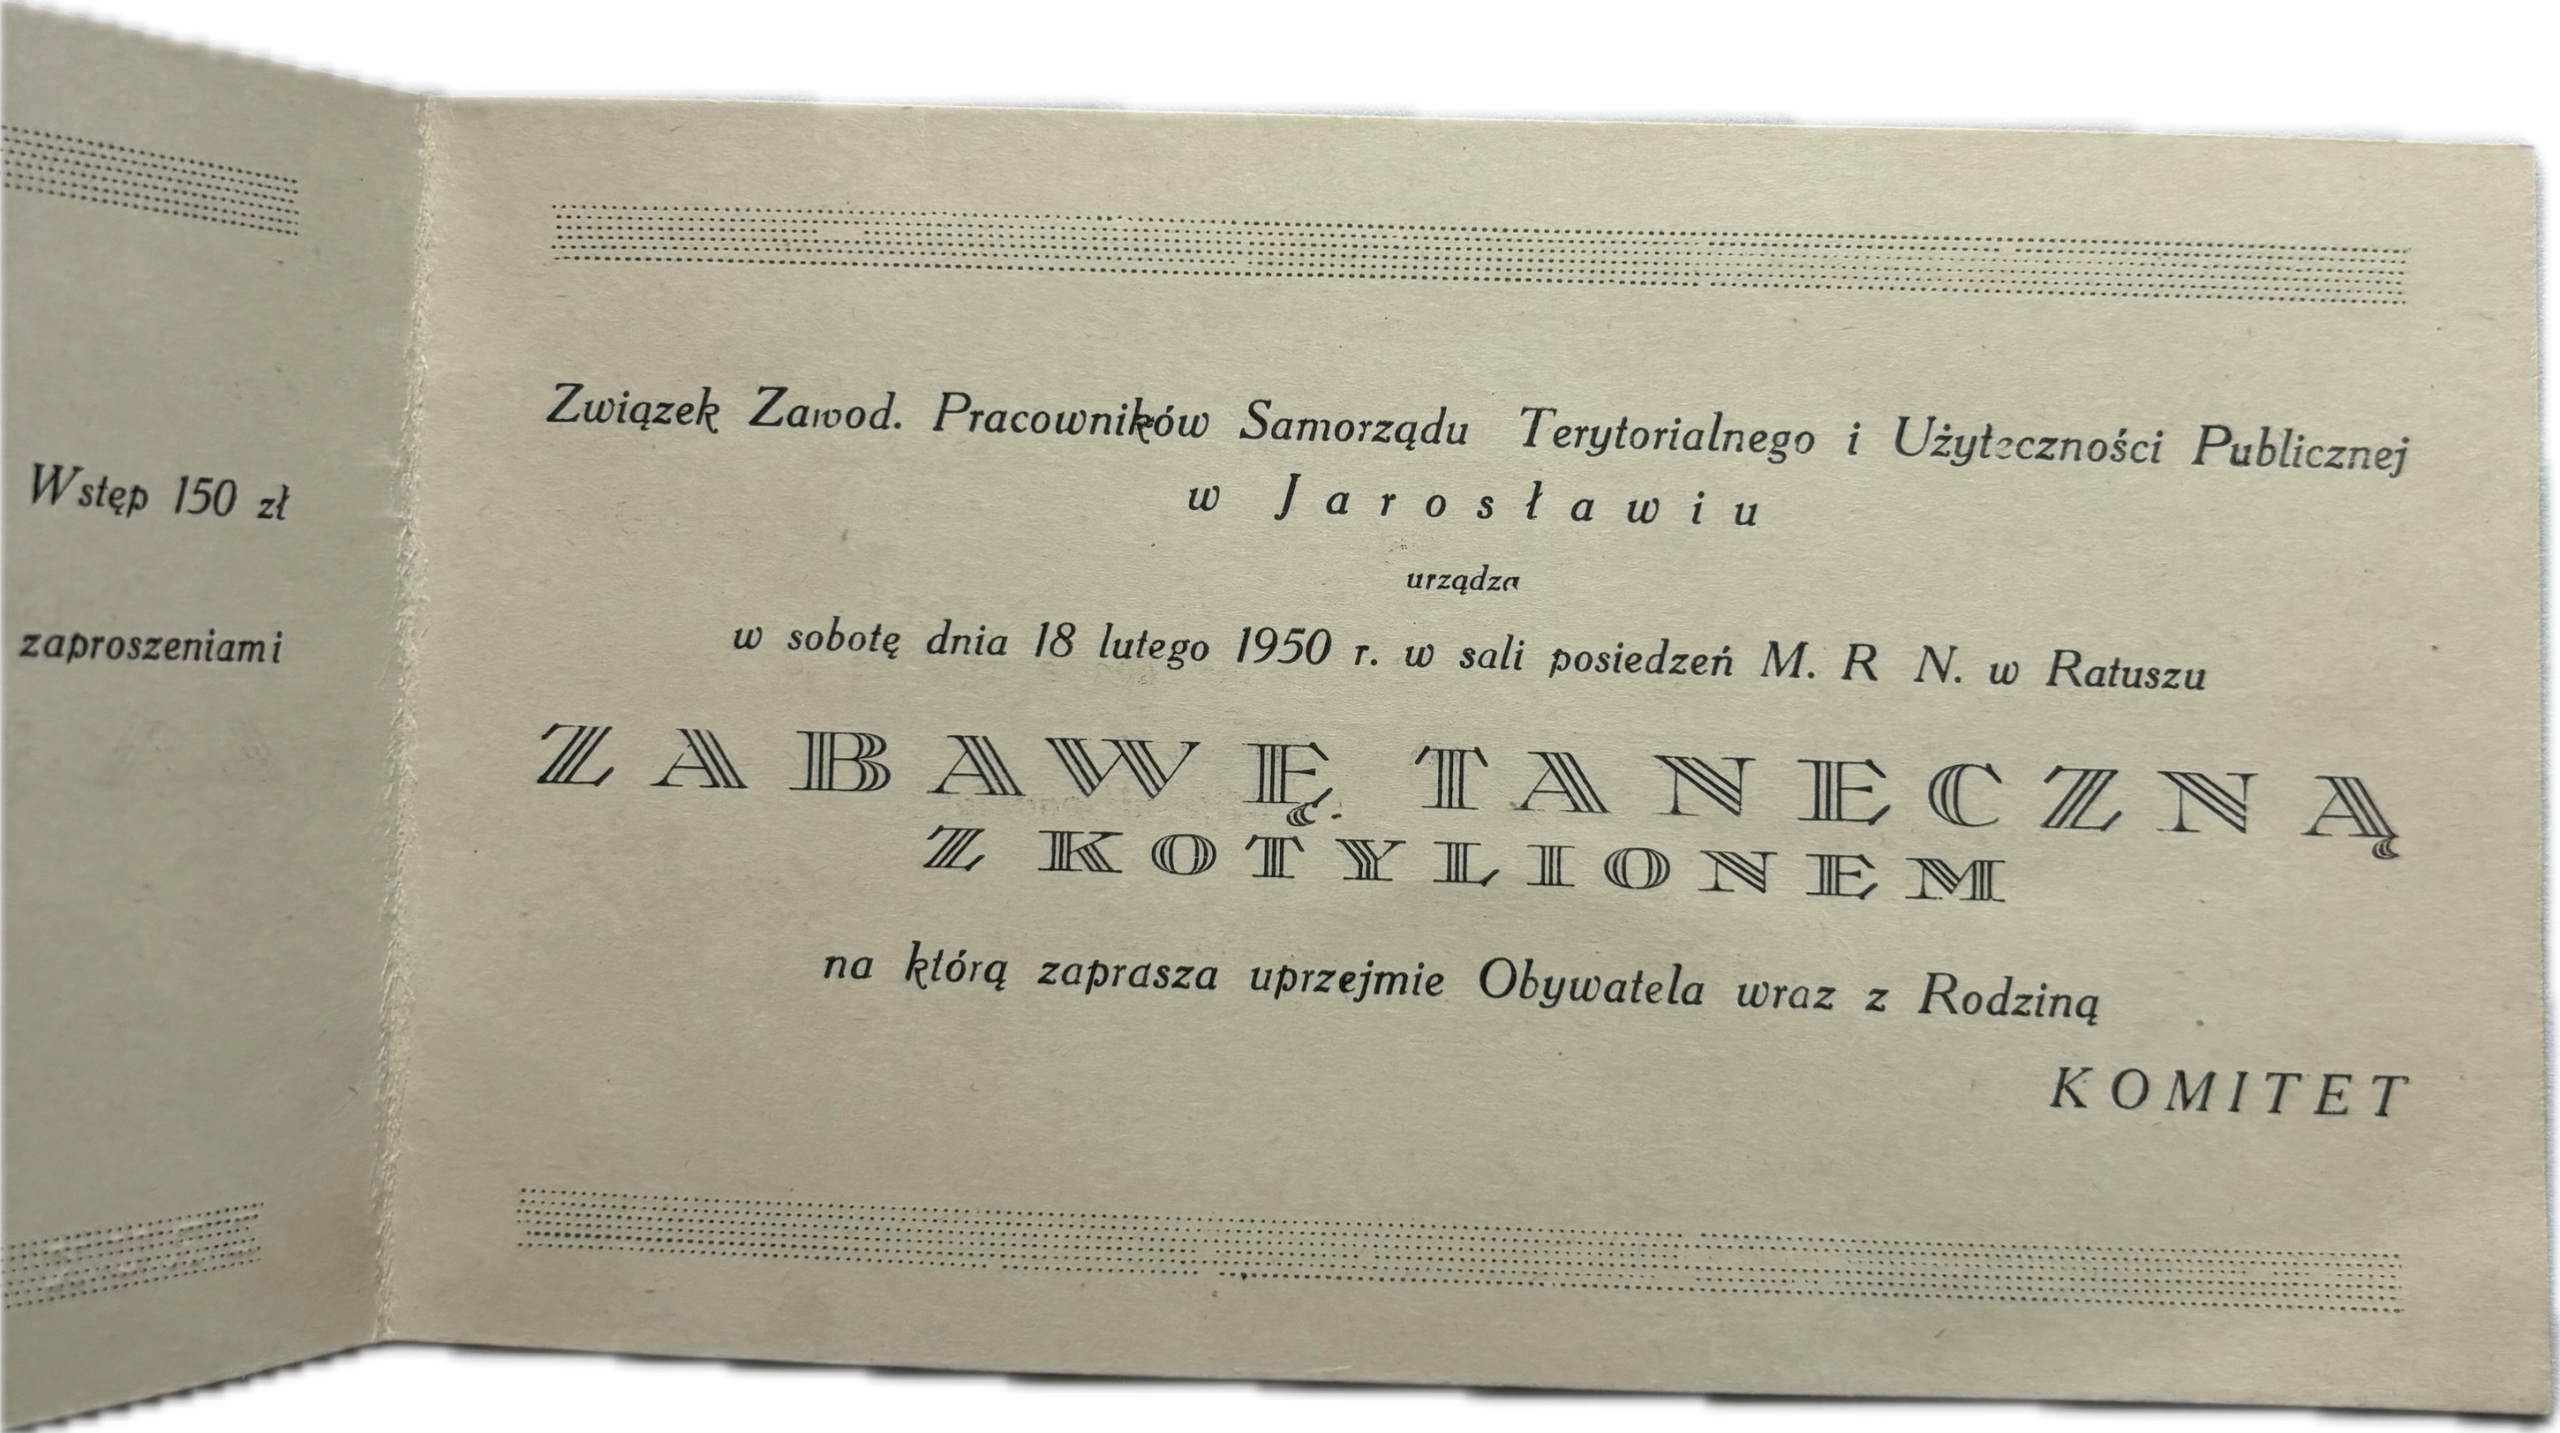 Wstęp 150 zł
zaproszeniami
Związek Zawod. Pracowników Samorządu Terytorialnego i Użyteczności Publicznej
w Jarosławiu
urządza
w sobotę dnia 18 lutego 1950 r. w sali posiedzeń M. R N. w Ratuszu
ZABAWĘ TANECZNĄ
Z KOTYLIONEM
na którą zaprasza uprzejmie Obywatela wraz z Rodziną
KOMITET